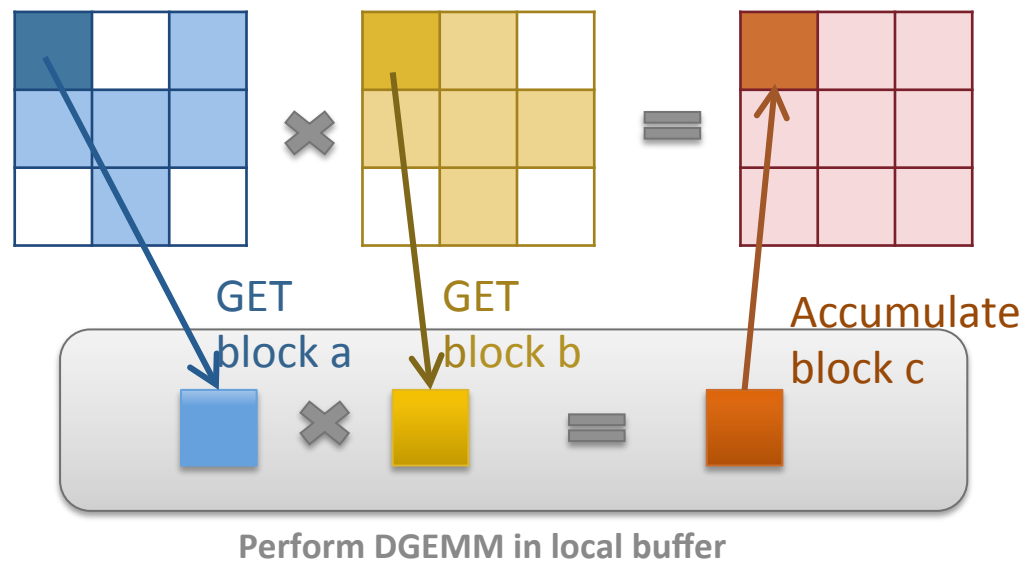 GET
block a
GET
block b
Accumulate
block c
Perform DGEMM in local buffer